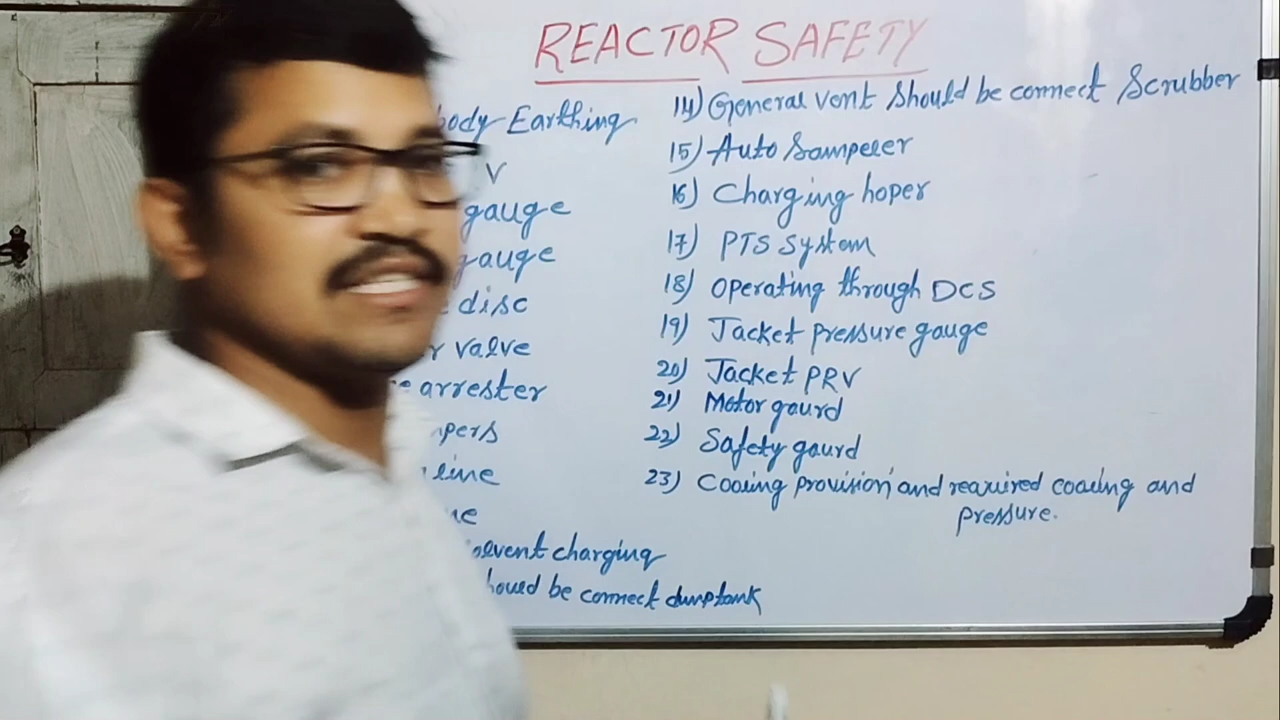 REACTOR SAFETY
body Earthing
V
gauge
gauge
disc
valve
arrester
line
solvent charging
should be connect dumptank
14) General vent should be connect Scrubber
15) Auto Sampeler
16) Charging hoper
17) PTS System
18) Operating through DCS
19) Jacket pressure gauge
20) Jacket PRV
21) Motor gaurd
22) Safety gaurd
23) Cooling provision and required cooling and
pressure.